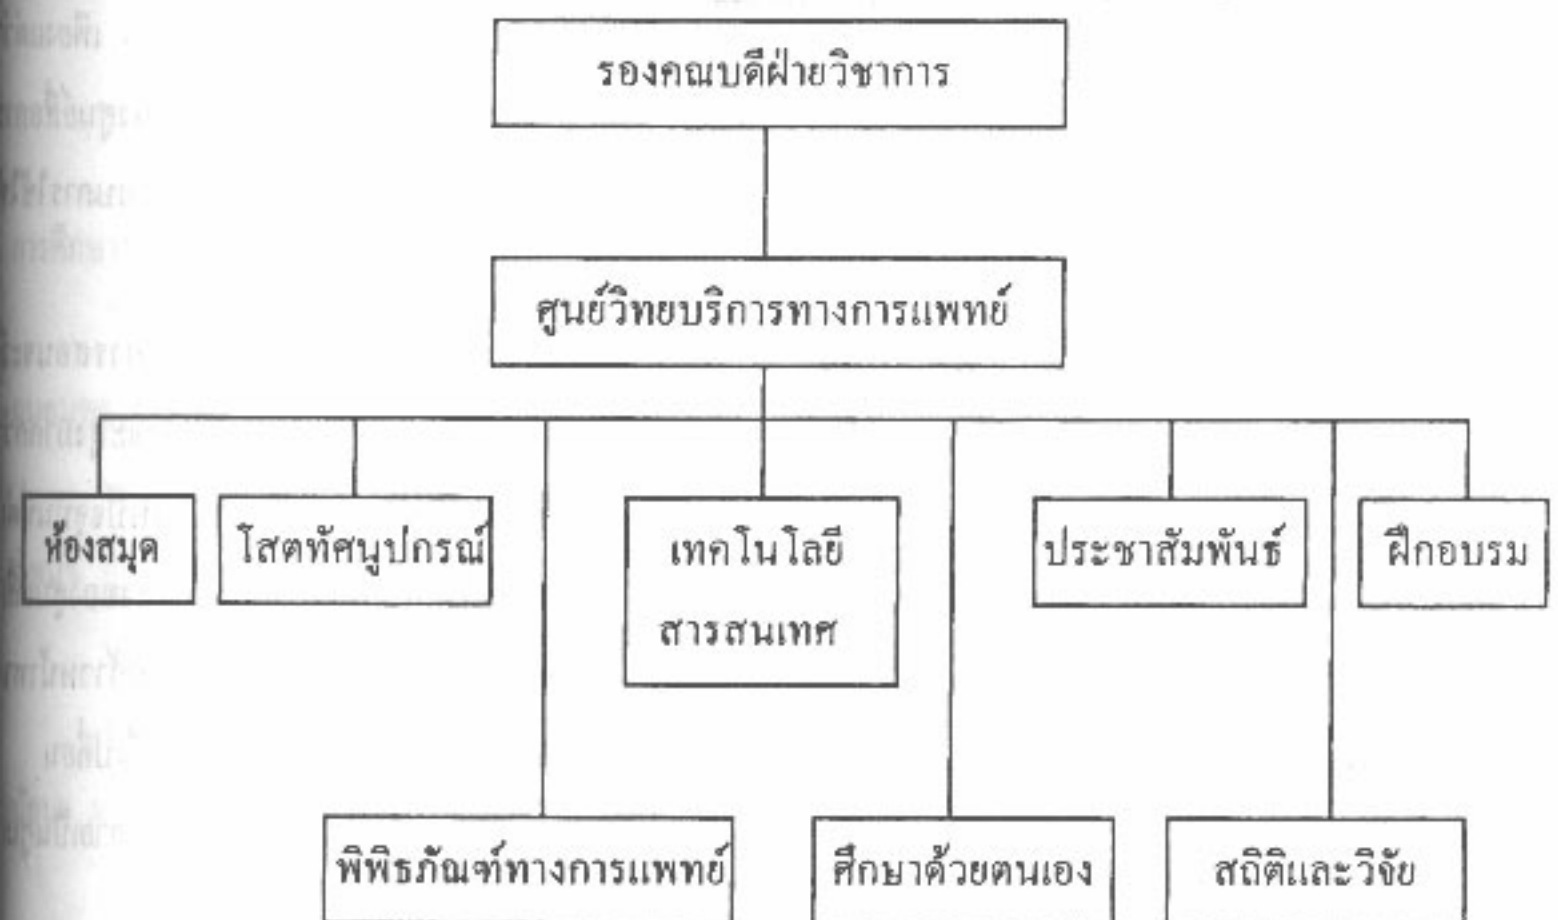 รองคณบดีฝ่ายวิชาการ
ศูนย์วิทยบริการทางการแพทย์
ห้องสมุด
โสตทัศนูปกรณ์
เทคโนโลยี
สารสนเทศ
ประชาสัมพันธ์
ฝึกอบรม
พิพิธภัณฑ์ทางการแพทย์
ศึกษาด้วยตนเอง
สถิติและวิจัย